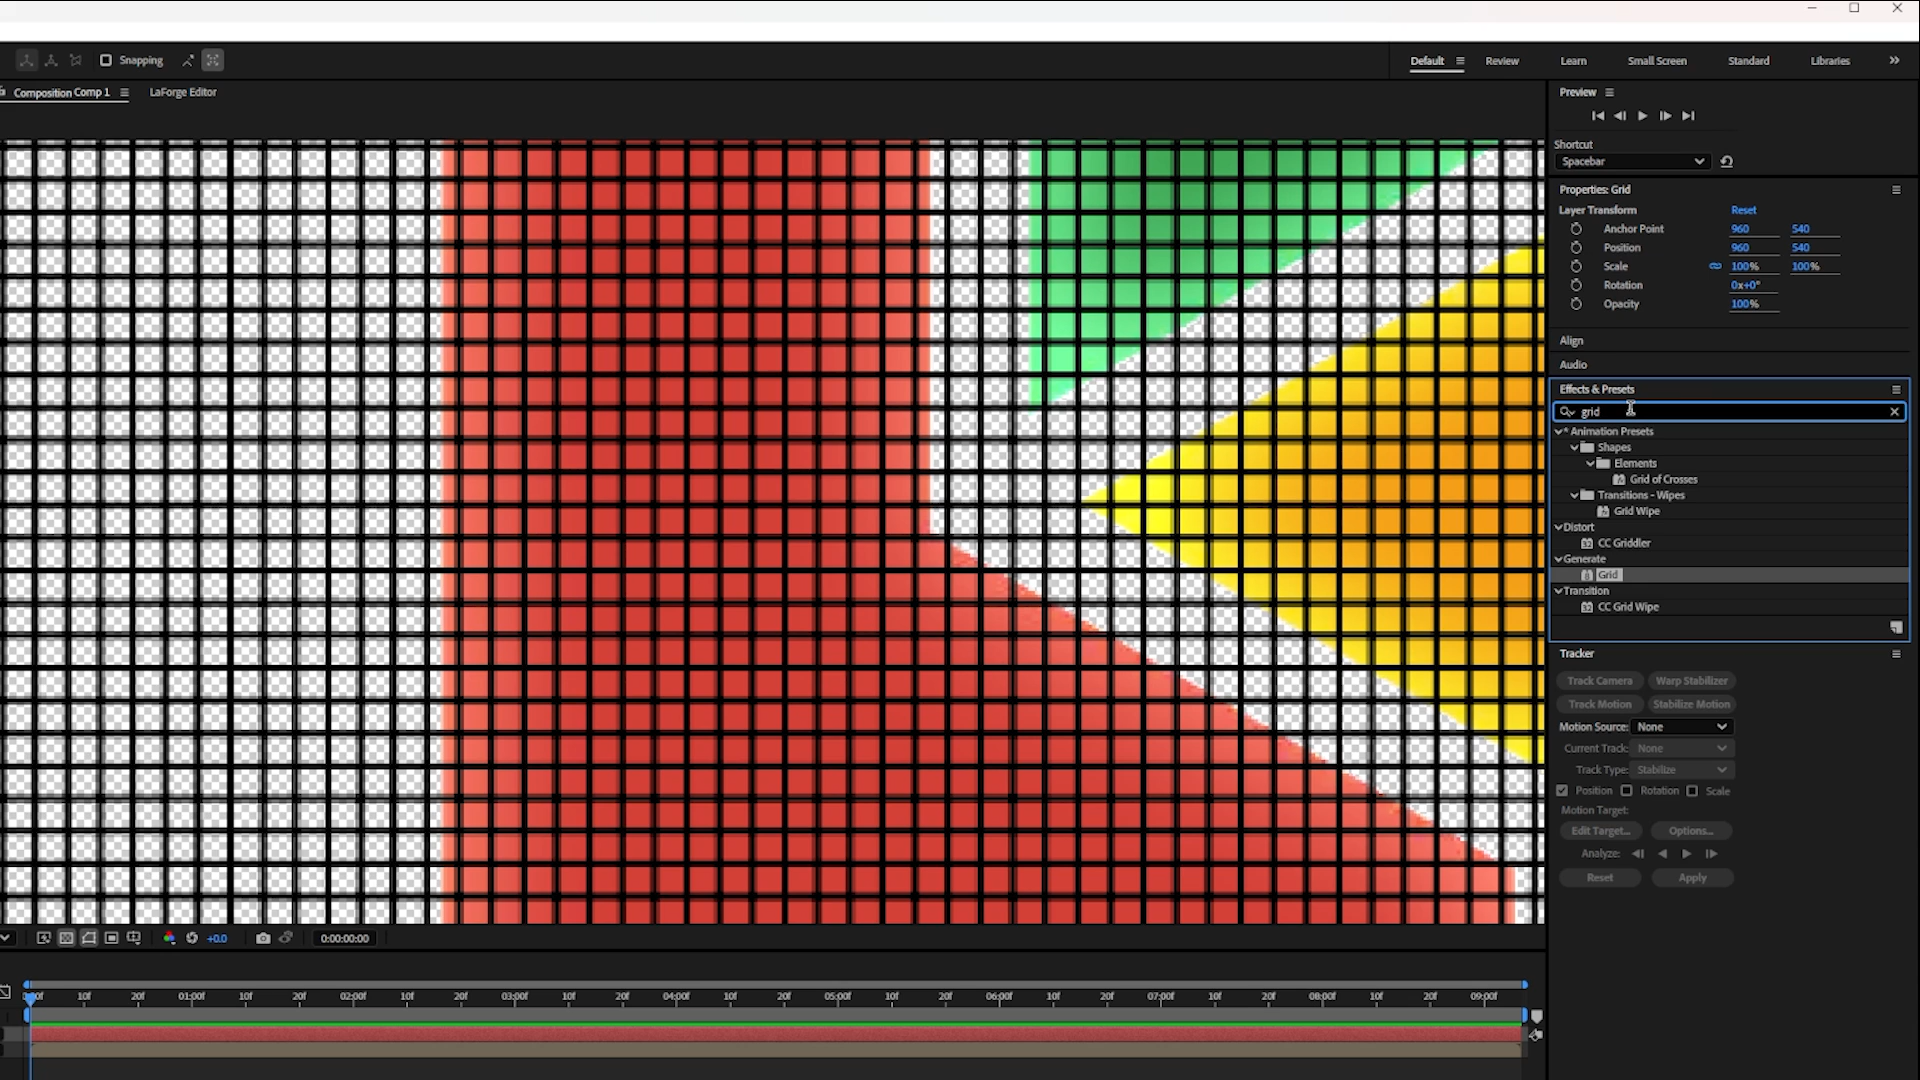 Snapping
Default
Review
Learn
Small Screen
Standard
Libraries
Composition Comp 1
LaForge Editor
Preview
Shortcut
Spacebar
Properties: Grid
Layer Transform
Reset
Anchor Point
960
540
Position
960
540
Scale
100%
100%
Rotation
0x+0°
Opacity
100%
Align
Audio
Effects & Presets
grid
* Animation Presets
Shapes
Elements
Grid of Crosses
Transitions - Wipes
Grid Wipe
Distort
CC Griddler
Generate
Grid
Transition
CC Grid Wipe
Tracker
Track Camera
Warp Stabilizer
Track Motion
Stabilize Motion
Motion Source: None
Current Track: None
Track Type: Stabilize
Position
Rotation
Scale
Motion Target:
Edit Target...
Options...
Analyze:
Reset
Apply
+0.0
0:00:00:00
10f 20f 01:00f 10f 20f 02:00f 10f 20f 03:00f 10f 20f 04:00f 10f 20f 05:00f 10f 20f 06:00f 10f 20f 07:00f 10f 20f 08:00f 10f 20f 09:00f